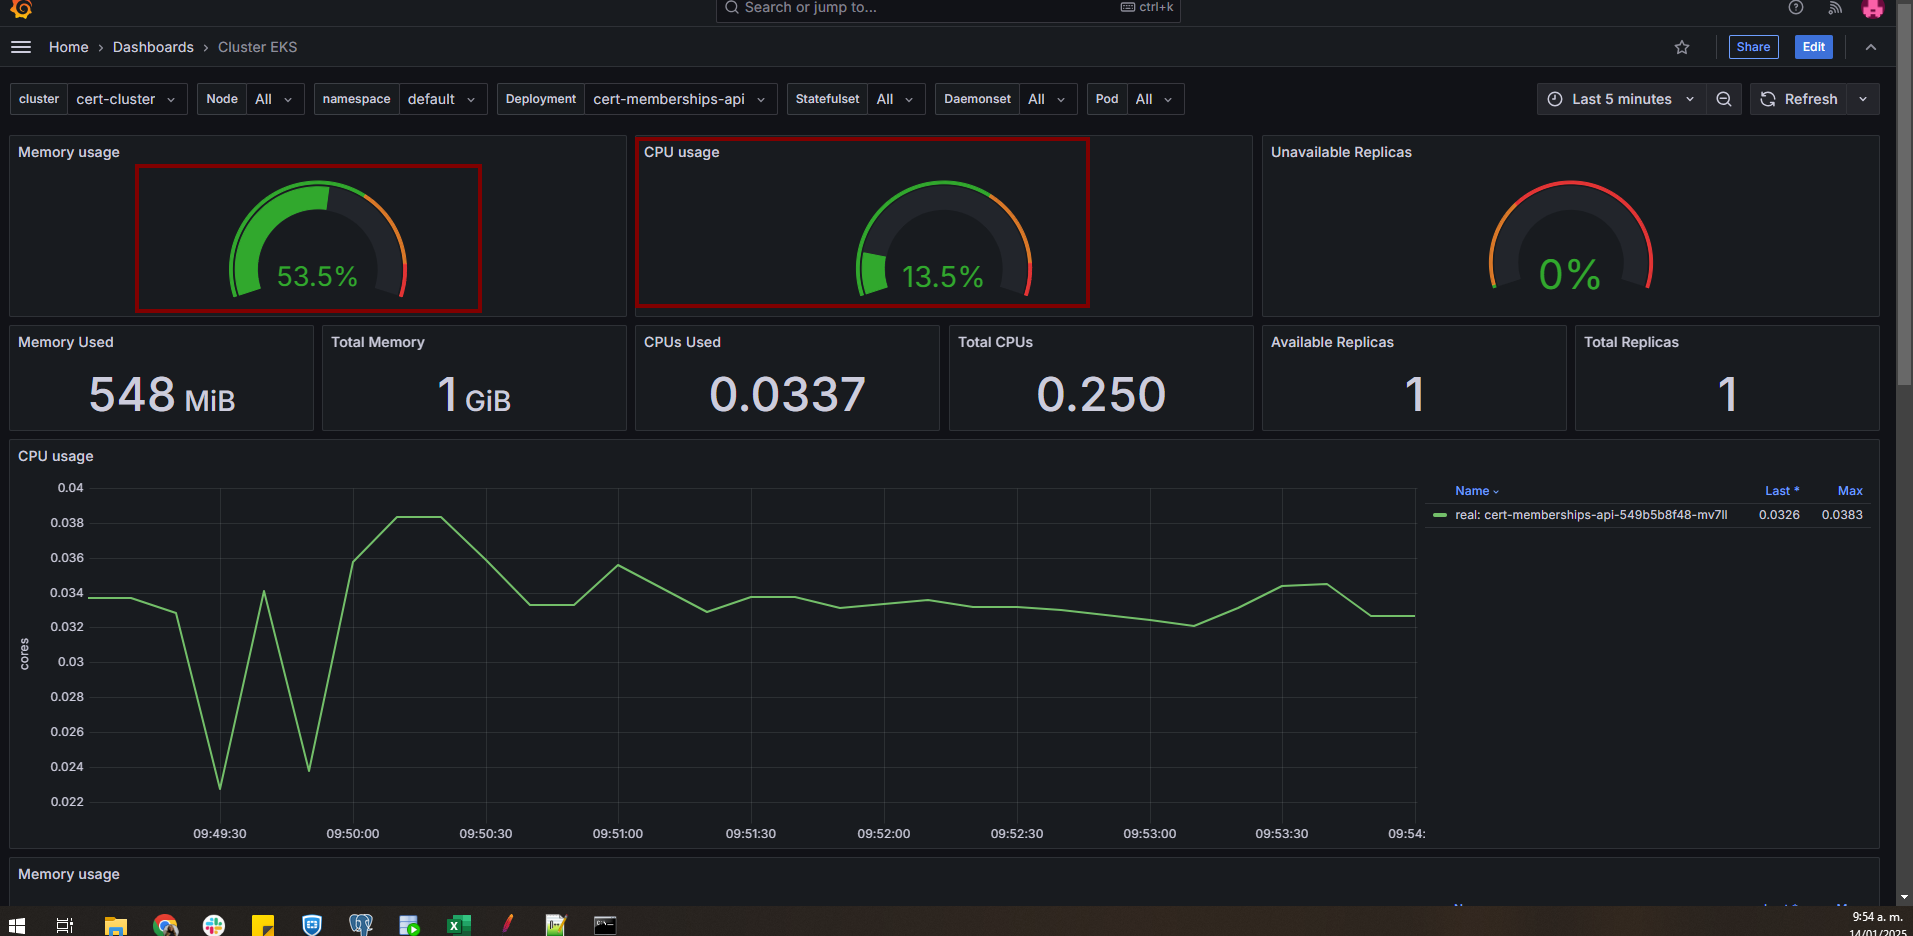 Search or jump to... ctrl+k
Home › Dashboards › Cluster EKS Share Edit
cluster cert-cluster Node All namespace default Deployment cert-memberships-api Statefulset All Daemonset All Pod All Last 5 minutes Refresh
Memory usage
53.5%
CPU usage
13.5%
Unavailable Replicas
0%
Memory Used
548 MiB
Total Memory
1 GiB
CPUs Used
0.0337
Total CPUs
0.250
Available Replicas
1
Total Replicas
1
CPU usage
cores
0.04
0.038
0.036
0.034
0.032
0.03
0.028
0.026
0.024
0.022
09:49:30 09:50:00 09:50:30 09:51:00 09:51:30 09:52:00 09:52:30 09:53:00 09:53:30 09:54:
Name Last * Max
real: cert-memberships-api-549b5b8f48-mv7ll 0.0326 0.0383
Memory usage
9:54 a. m.
14/01/2025